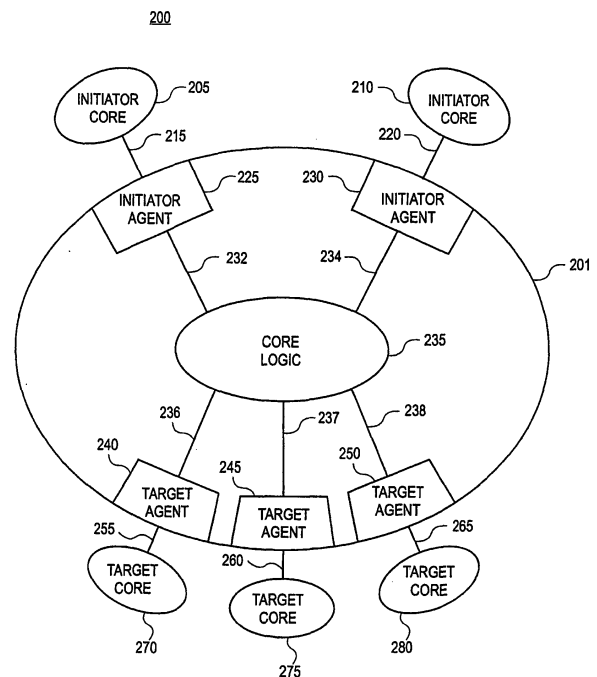 200
INITIATOR
CORE
205
210
INITIATOR
CORE
215
220
INITIATOR
AGENT
225
230
INITIATOR
AGENT
232
234
201
CORE
LOGIC
235
236
237
238
240
TARGET
AGENT
245
TARGET
AGENT
250
TARGET
AGENT
255
260
265
TARGET
CORE
270
TARGET
CORE
275
TARGET
CORE
280